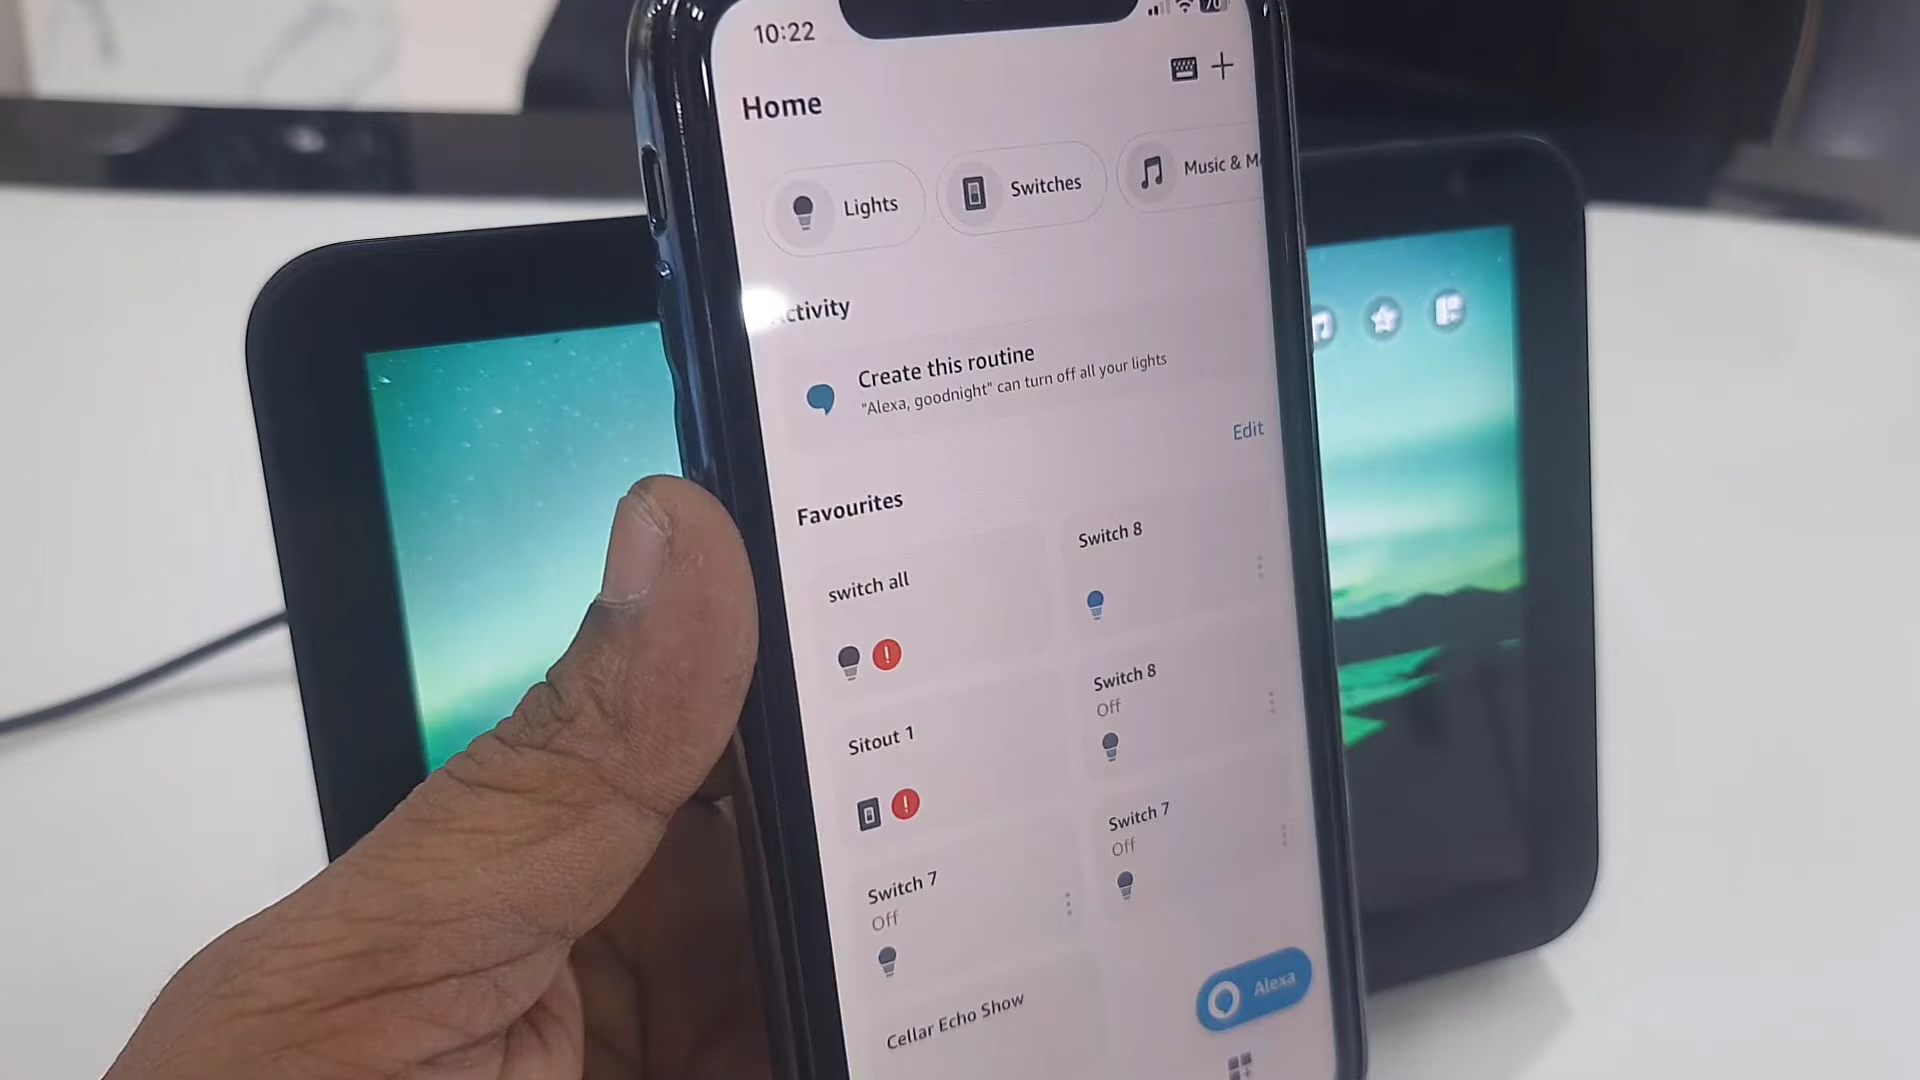 10:22
70
Home
Lights
Switches
Music & M
ctivity
Create this routine
"Alexa, goodnight" can turn off all your lights
Edit
Favourites
switch all
Switch 8
Sitout 1
Switch 8
Off
Switch 7
Off
Switch 7
Off
Cellar Echo Show
Alexa